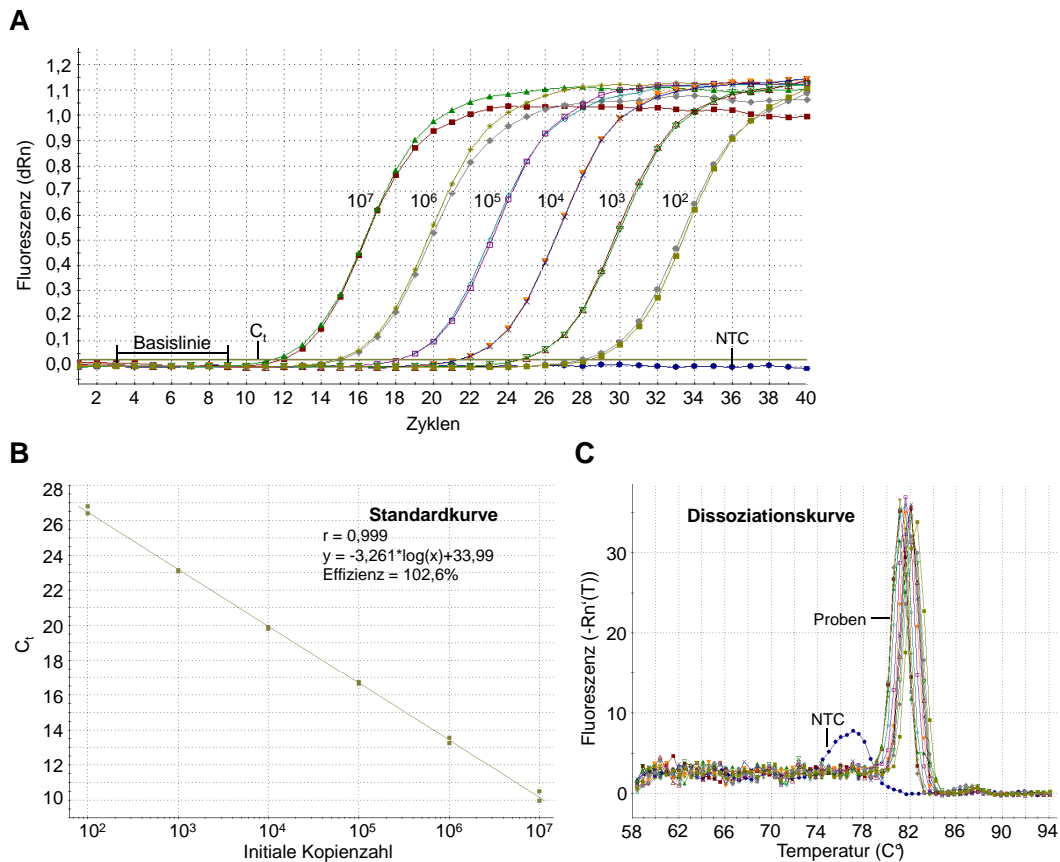 A
Fluoreszenz (dRn)
1,2
1,1
1,0
0,9
0,8
0,7
0,6
0,5
0,4
0,3
0,2
0,1
0,0
10⁷ 10⁶ 10⁵ 10⁴ 10³ 10²
Basislinie
Cₜ
NTC
2 4 6 8 10 12 14 16 18 20 22 24 26 28 30 32 34 36 38 40
Zyklen
B
Cₜ
28
26
24
22
20
18
16
14
12
10
Standardkurve
r = 0,999
y = -3,261*log(x)+33,99
Effizienz = 102,6%
10² 10³ 10⁴ 10⁵ 10⁶ 10⁷
Initiale Kopienzahl
C
Fluoreszenz (-Rn‘(T))
Dissoziationskurve
30
20
10
0
Proben
NTC
58 62 66 70 74 78 82 86 90 94
Temperatur (C°)